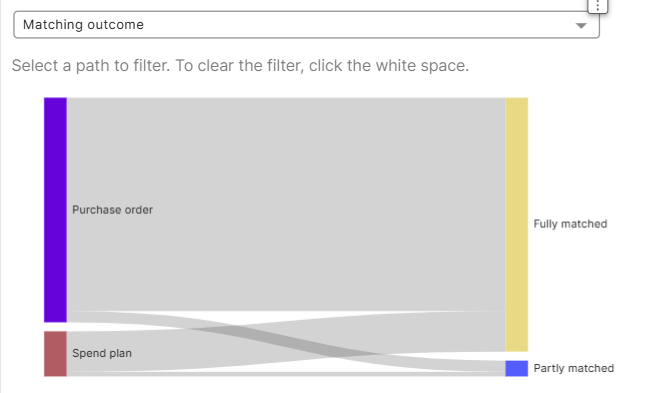 Matching outcome
Select a path to filter. To clear the filter, click the white space.
Purchase order
Fully matched
Spend plan
Partly matched